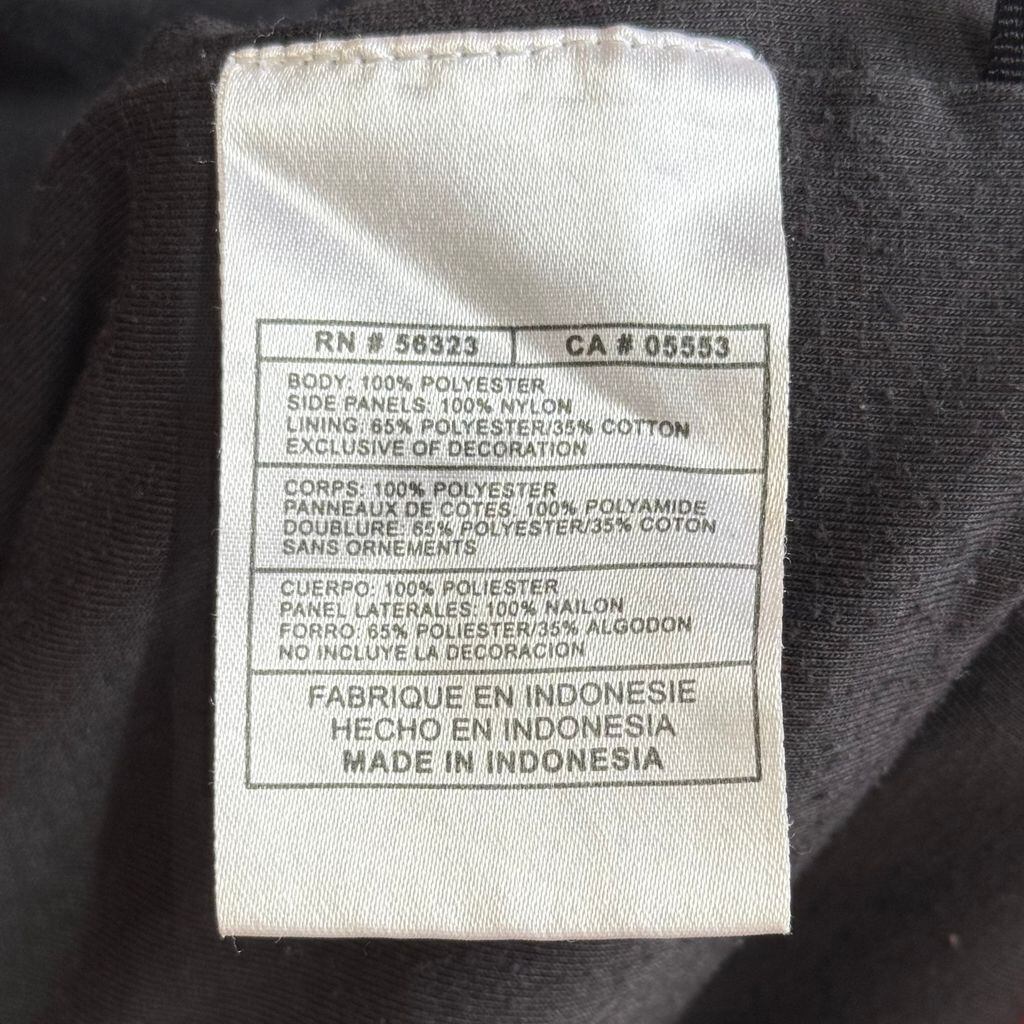 RN # 56323 CA # 05553
BODY: 100% POLYESTER
SIDE PANELS: 100% NYLON
LINING: 65% POLYESTER/35% COTTON
EXCLUSIVE OF DECORATION
CORPS: 100% POLYESTER
PANNEAUX DE COTES: 100% POLYAMIDE
DOUBLURE: 65% POLYESTER/35% COTON
SANS ORNEMENTS
CUERPO: 100% POLIESTER
PANEL LATERALES: 100% NAILON
FORRO: 65% POLIESTER/35% ALGODON
NO INCLUYE LA DECORACION
FABRIQUE EN INDONESIE
HECHO EN INDONESIA
MADE IN INDONESIA